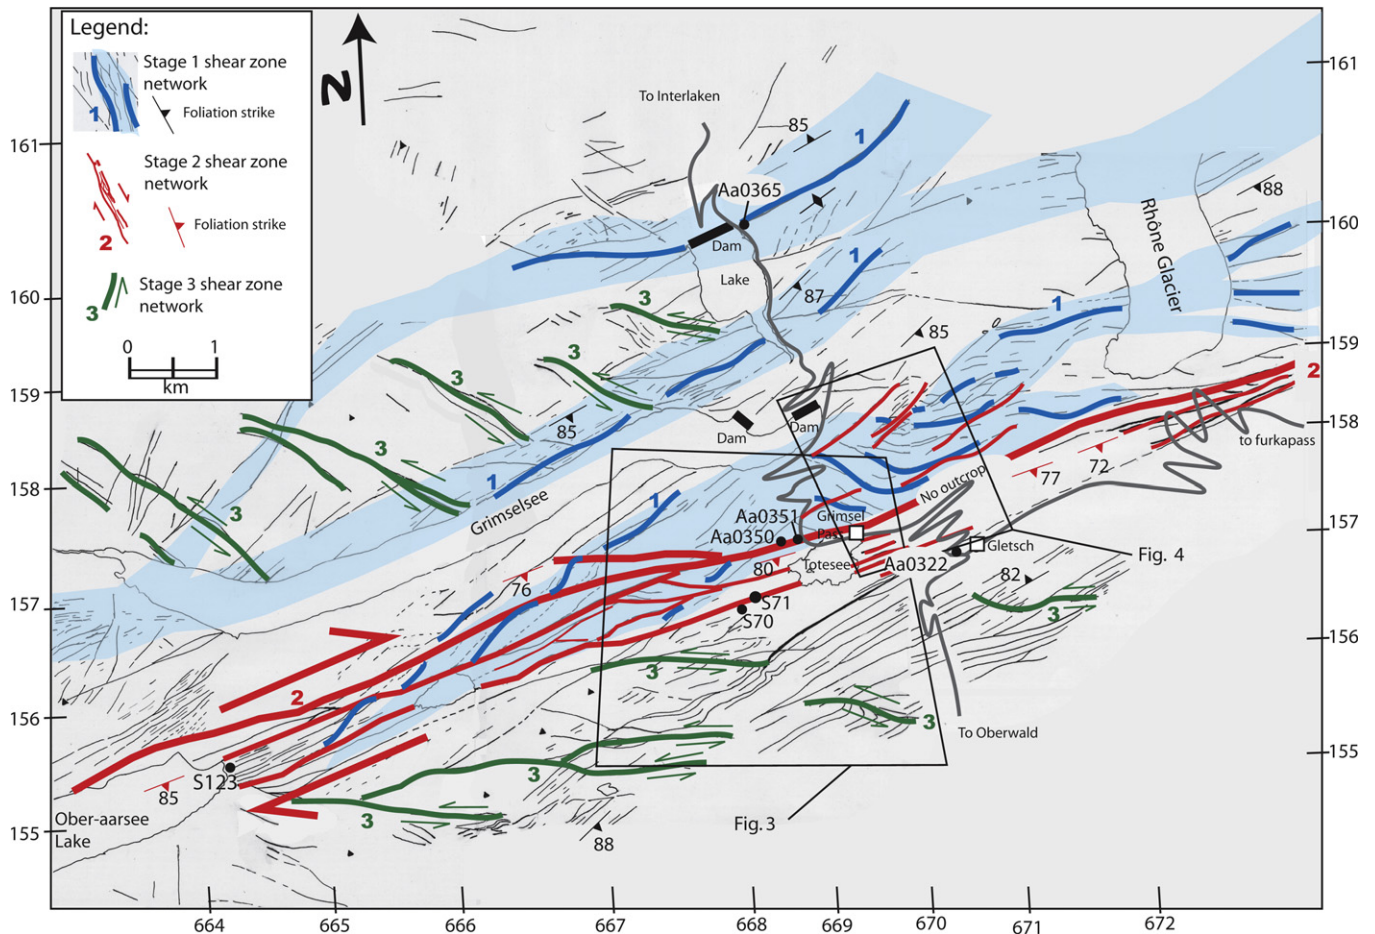 Legend:
Stage 1 shear zone
network
1
Foliation strike
Stage 2 shear zone
network
Foliation strike
2
Stage 3 shear zone
network
3
0 1
km
N
To Interlaken
85
1
Aa0365
Dam
Lake
88
Rhône Glacier
1
87
1
85
3
3
3
85
3
3
1
Grimselsee
Dam
Dam
2
to furkapass
72
77
No outcrop
1
Aa0351
Aa0350
Grimsel
Pass
Totesee
Aa0322
Gletsch
Fig. 4
82
3
80
76
S71
S70
3
2
3
To Oberwald
S123
85
3
3
Ober-aarsee
Lake
88
Fig. 3
161
160
159
158
157
156
155
161
160
159
158
157
156
155
664 665 666 667 668 669 670 671 672